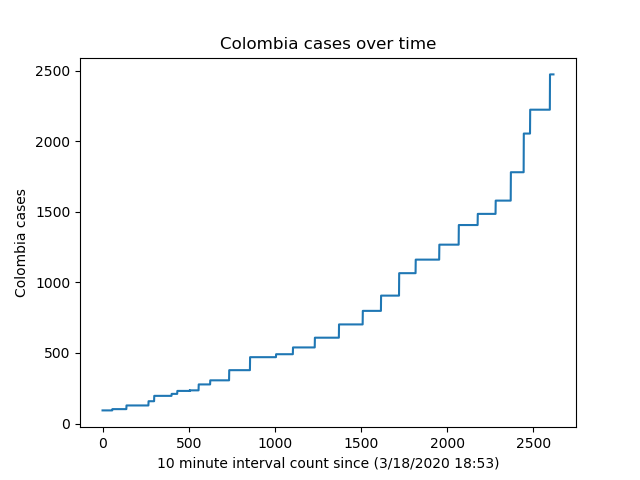 Colombia cases over time
2500
2000
1500
1000
500
0
Colombia cases
0 500 1000 1500 2000 2500
10 minute interval count since (3/18/2020 18:53)